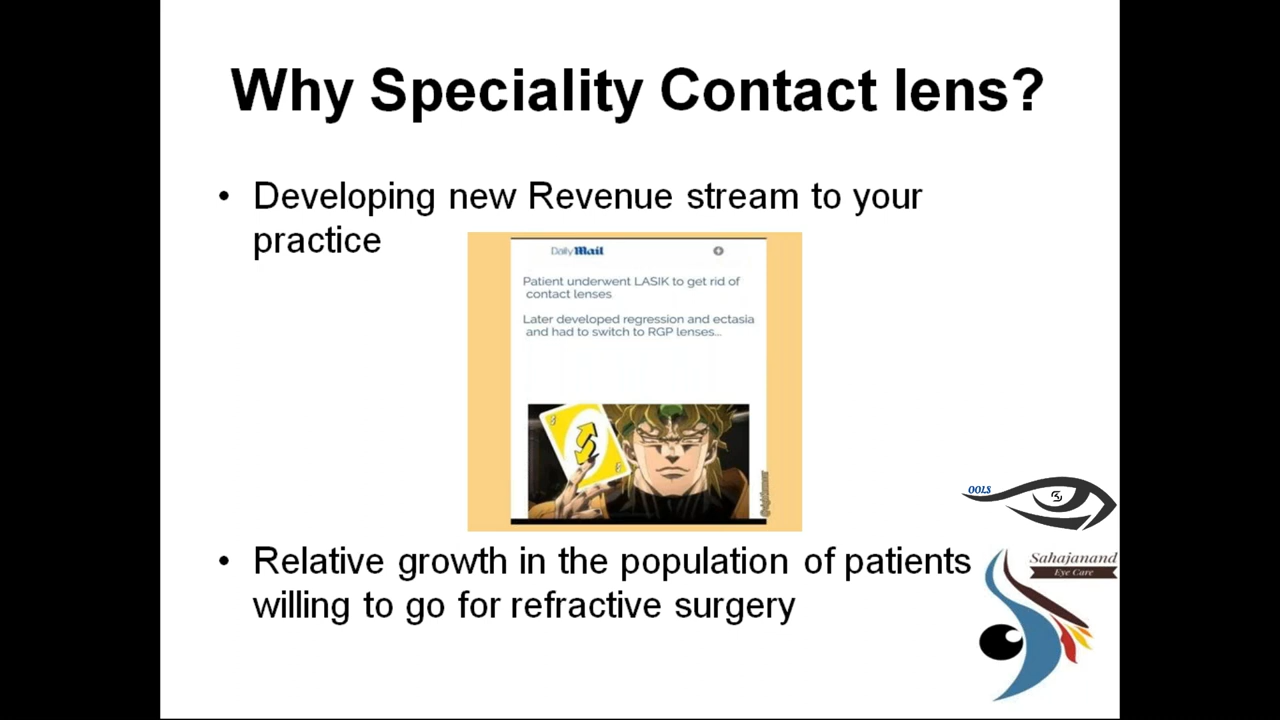 Why Speciality Contact lens?
• Developing new Revenue stream to your
practice
Daily Mail
Patient underwent LASIK to get rid of
contact lenses
Later developed regression and ectasia
and had to switch to RGP lenses...
OOLS
• Relative growth in the population of patients
willing to go for refractive surgery
Sahajanand
Eye Care